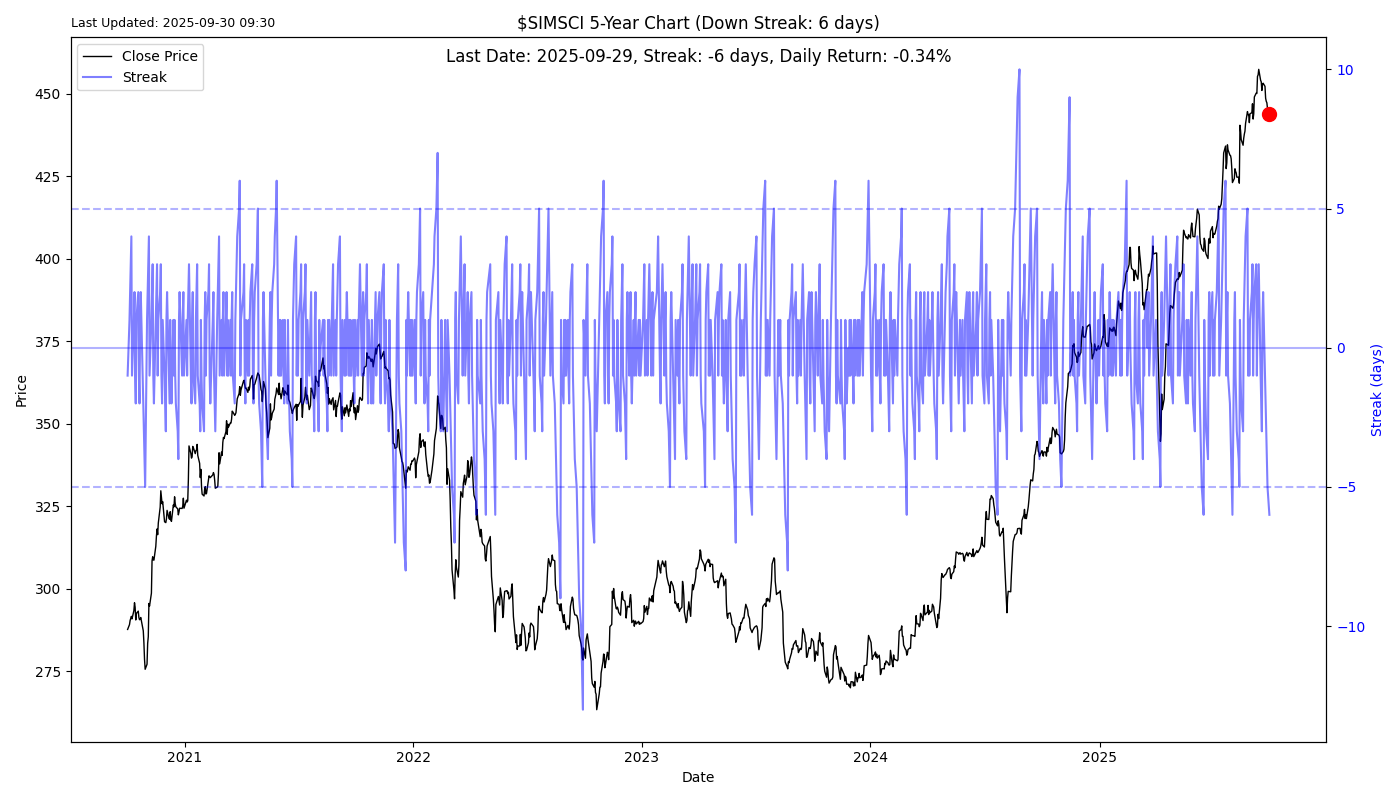 Last Updated: 2025-09-30 09:30
$SIMSCI 5-Year Chart (Down Streak: 6 days)
Last Date: 2025-09-29, Streak: -6 days, Daily Return: -0.34%
Close Price
Streak
450
425
400
375
350
325
300
275
Price
10
5
0
−5
−10
Streak (days)
2021
2022
2023
2024
2025
Date